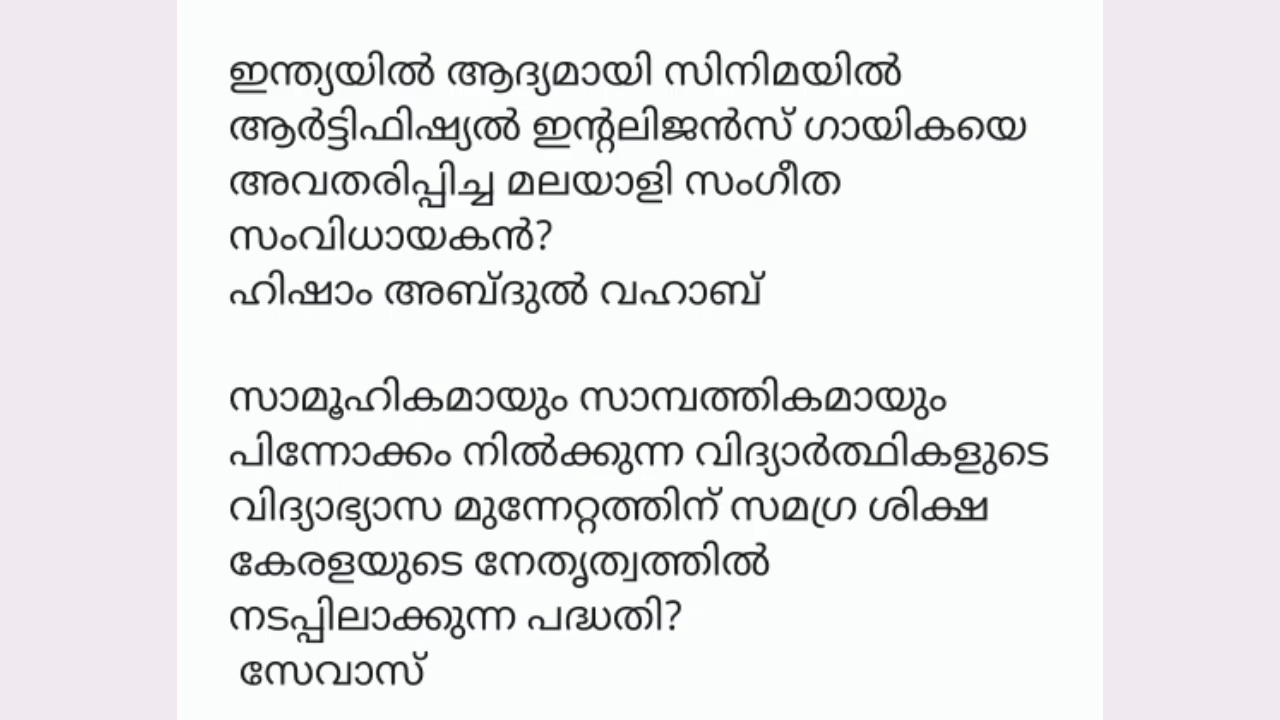 ഇന്ത്യയിൽ ആദ്യമായി സിനിമയിൽ
ആർട്ടിഫിഷ്യൽ ഇന്റലിജൻസ് ഗായികയെ
അവതരിപ്പിച്ച മലയാളി സംഗീത
സംവിധായകൻ?
ഹിഷാം അബ്ദുൽ വഹാബ്
സാമൂഹികമായും സാമ്പത്തികമായും
പിന്നോക്കം നിൽക്കുന്ന വിദ്യാർത്ഥികളുടെ
വിദ്യാഭ്യാസ മുന്നേറ്റത്തിന് സമഗ്ര ശിക്ഷ
കേരളയുടെ നേതൃത്വത്തിൽ
നടപ്പിലാക്കുന്ന പദ്ധതി?
സേവാസ്